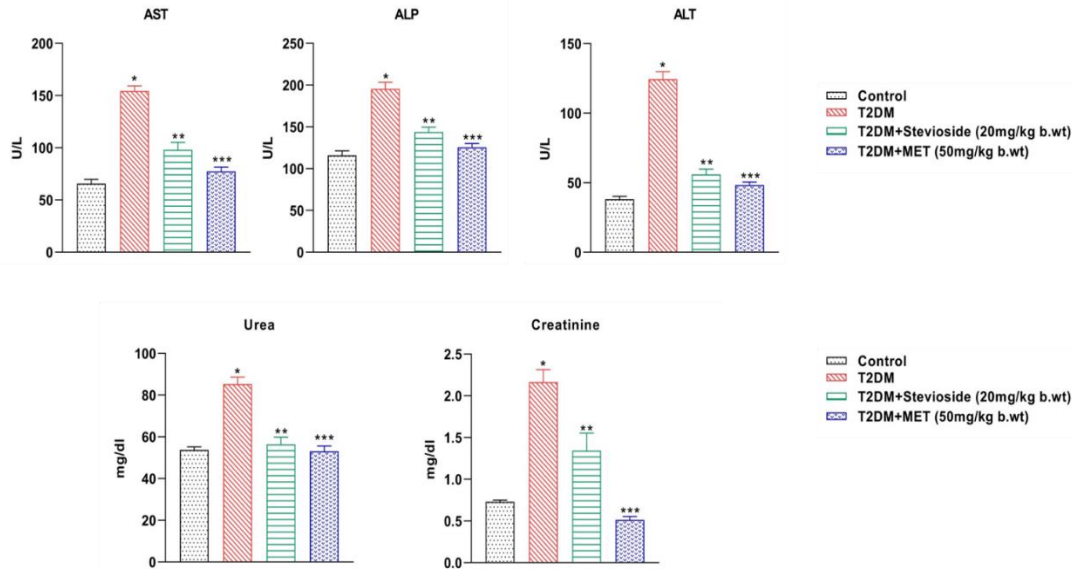 AST
U/L
200
150
100
50
0
*
**
***
ALP
U/L
250
200
150
100
50
0
*
**
***
ALT
U/L
150
100
50
0
*
**
***
Control
T2DM
T2DM+Stevioside (20mg/kg b.wt)
T2DM+MET (50mg/kg b.wt)
Urea
mg/dl
100
80
60
40
20
0
*
**
***
Creatinine
mg/dl
2.5
2.0
1.5
1.0
0.5
0.0
*
**
***
Control
T2DM
T2DM+Stevioside (20mg/kg b.wt)
T2DM+MET (50mg/kg b.wt)